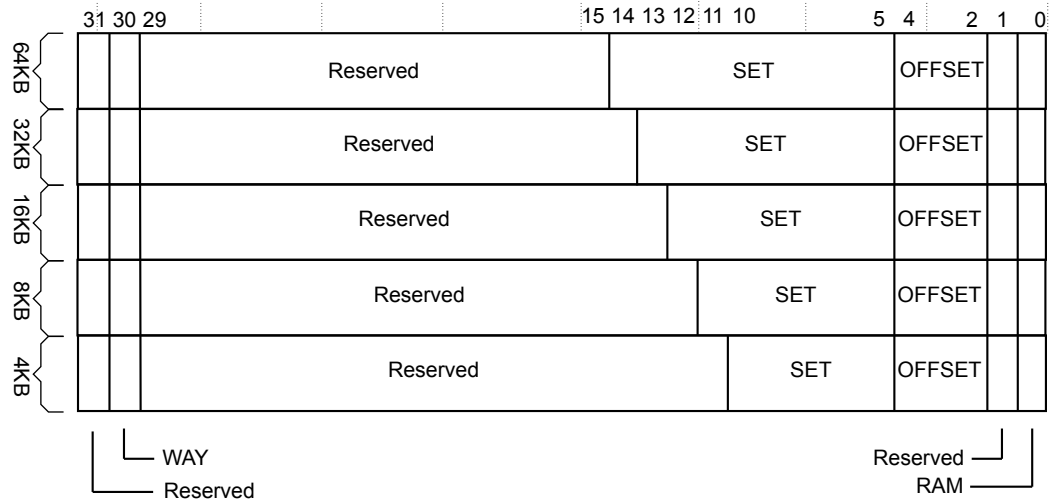 31 30 29 15 14 13 12 11 10 5 4 2 1 0
64KB Reserved SET OFFSET
32KB Reserved SET OFFSET
16KB Reserved SET OFFSET
8KB Reserved SET OFFSET
4KB Reserved SET OFFSET
WAY Reserved
Reserved RAM